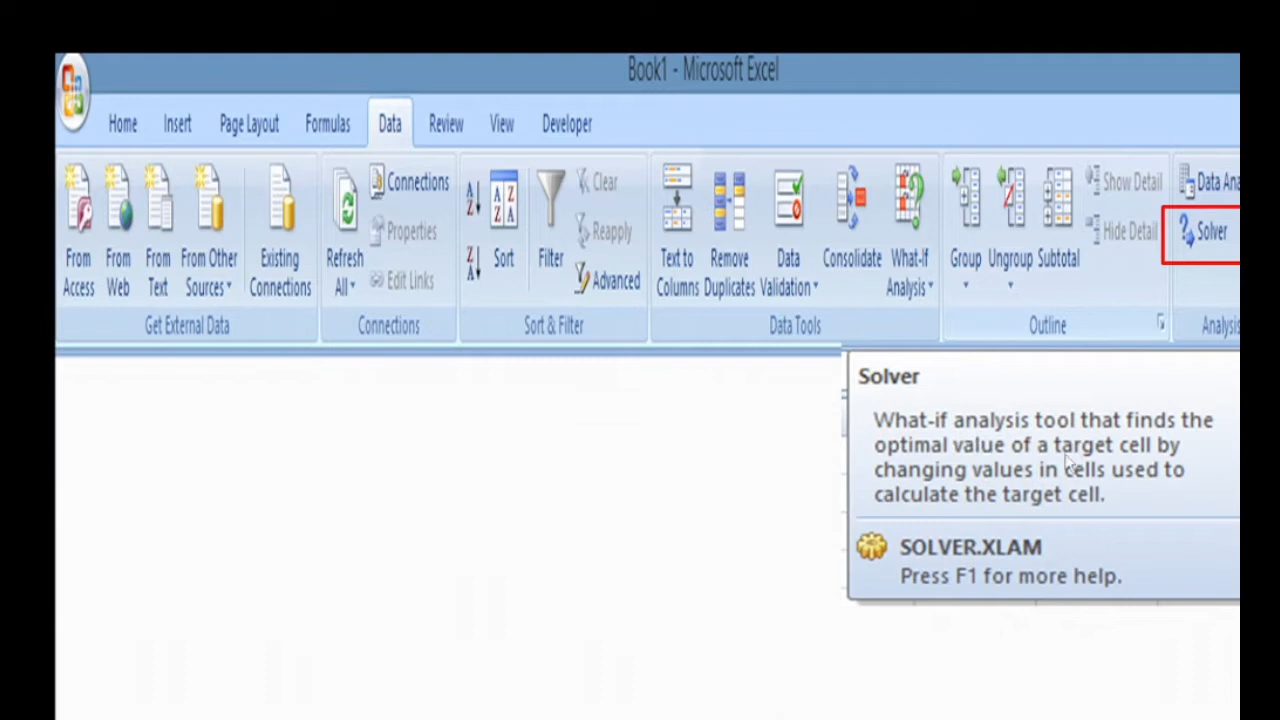 Book1 - Microsoft Excel
Home Insert Page Layout Formulas Data Review View Developer
From Access
From Web
From Text
From Other Sources
Existing Connections
Get External Data
Refresh All
Connections
Properties
Edit Links
Connections
Sort
Filter
Clear
Reapply
Advanced
Sort & Filter
Text to Columns
Remove Duplicates
Data Validation
Consolidate
What-If Analysis
Data Tools
Group
Ungroup
Subtotal
Show Detail
Hide Detail
Outline
Data Ana
Solver
Analysis
Solver
What-if analysis tool that finds the
optimal value of a target cell by
changing values in cells used to
calculate the target cell.
SOLVER.XLAM
Press F1 for more help.